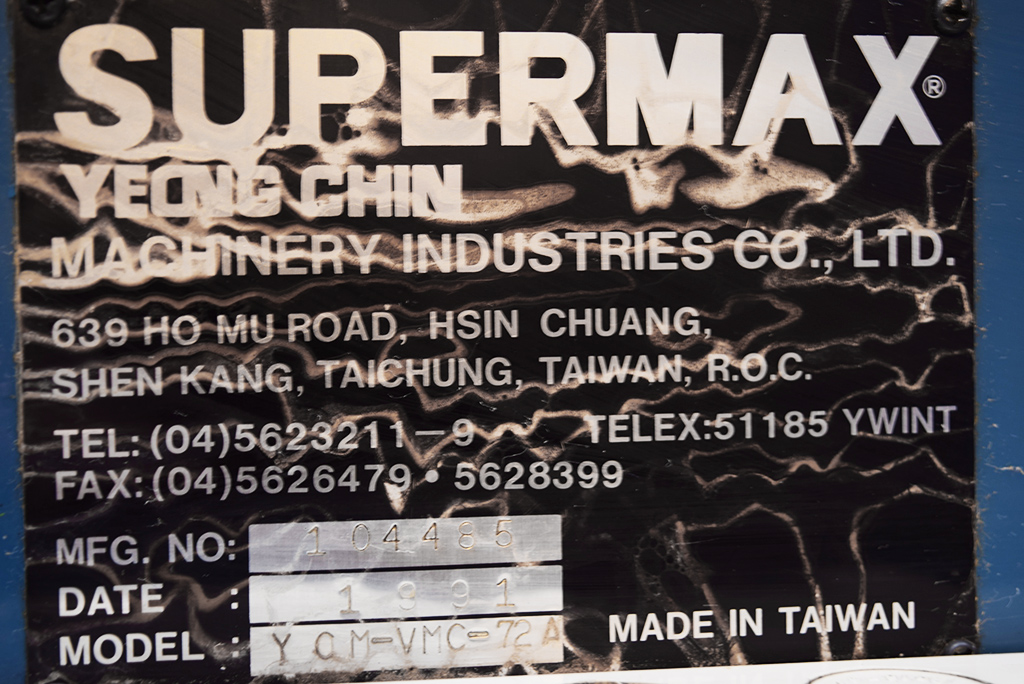 SUPERMAX®
YEONG CHIN
MACHINERY INDUSTRIES CO., LTD.
639 HO MU ROAD, HSIN CHUANG,
SHEN KANG, TAICHUNG, TAIWAN, R.O.C.
TEL: (04)5623211-9 TELEX:51185 YWINT
FAX: (04)5626479 • 5628399
MFG. NO: 104485
DATE : 1991
MODEL : YCM-VMC-72A
MADE IN TAIWAN